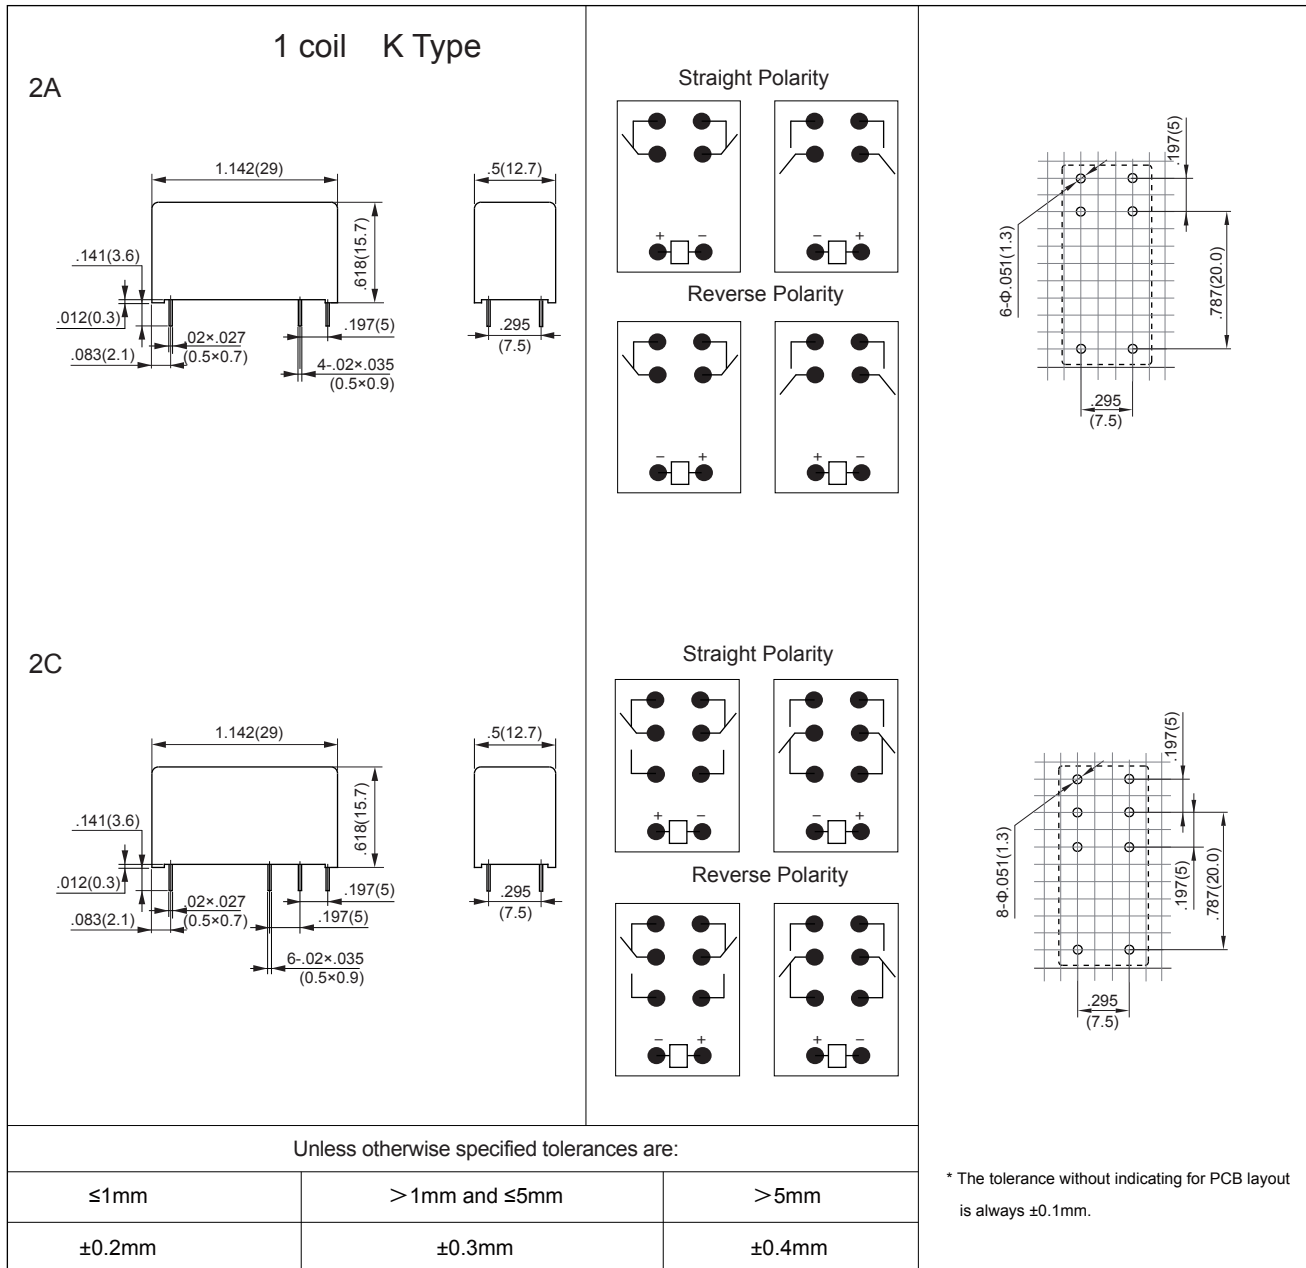 1 coil K Type
2A
1.142(29)
.5(12.7)
.618(15.7)
.141(3.6)
.012(0.3)
.083(2.1)
.02×.027
(0.5×0.7)
.197(5)
4-.02×.035
(0.5×0.9)
.295
(7.5)
Straight Polarity
+ −
− +
Reverse Polarity
− +
+ −
.197(5)
6-Φ.051(1.3)
.787(20.0)
.295
(7.5)
2C
1.142(29)
.5(12.7)
.618(15.7)
.141(3.6)
.012(0.3)
.083(2.1)
.02×.027
(0.5×0.7)
.197(5)
.197(5)
6-.02×.035
(0.5×0.9)
.295
(7.5)
Straight Polarity
+ −
− +
Reverse Polarity
− +
+ −
.197(5)
8-Φ.051(1.3)
.197(5)
.787(20.0)
.295
(7.5)
Unless otherwise specified tolerances are:
≤1mm
＞1mm and ≤5mm
＞5mm
±0.2mm
±0.3mm
±0.4mm
* The tolerance without indicating for PCB layout
is always ±0.1mm.